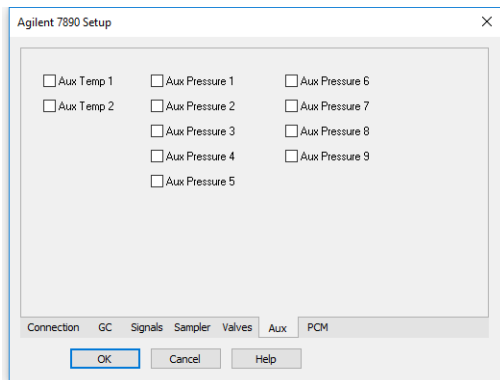 Agilent 7890 Setup
Aux Temp 1 Aux Pressure 1 Aux Pressure 6
Aux Temp 2 Aux Pressure 2 Aux Pressure 7
Aux Pressure 3 Aux Pressure 8
Aux Pressure 4 Aux Pressure 9
Aux Pressure 5
Connection GC Signals Sampler Valves Aux PCM
OK Cancel Help